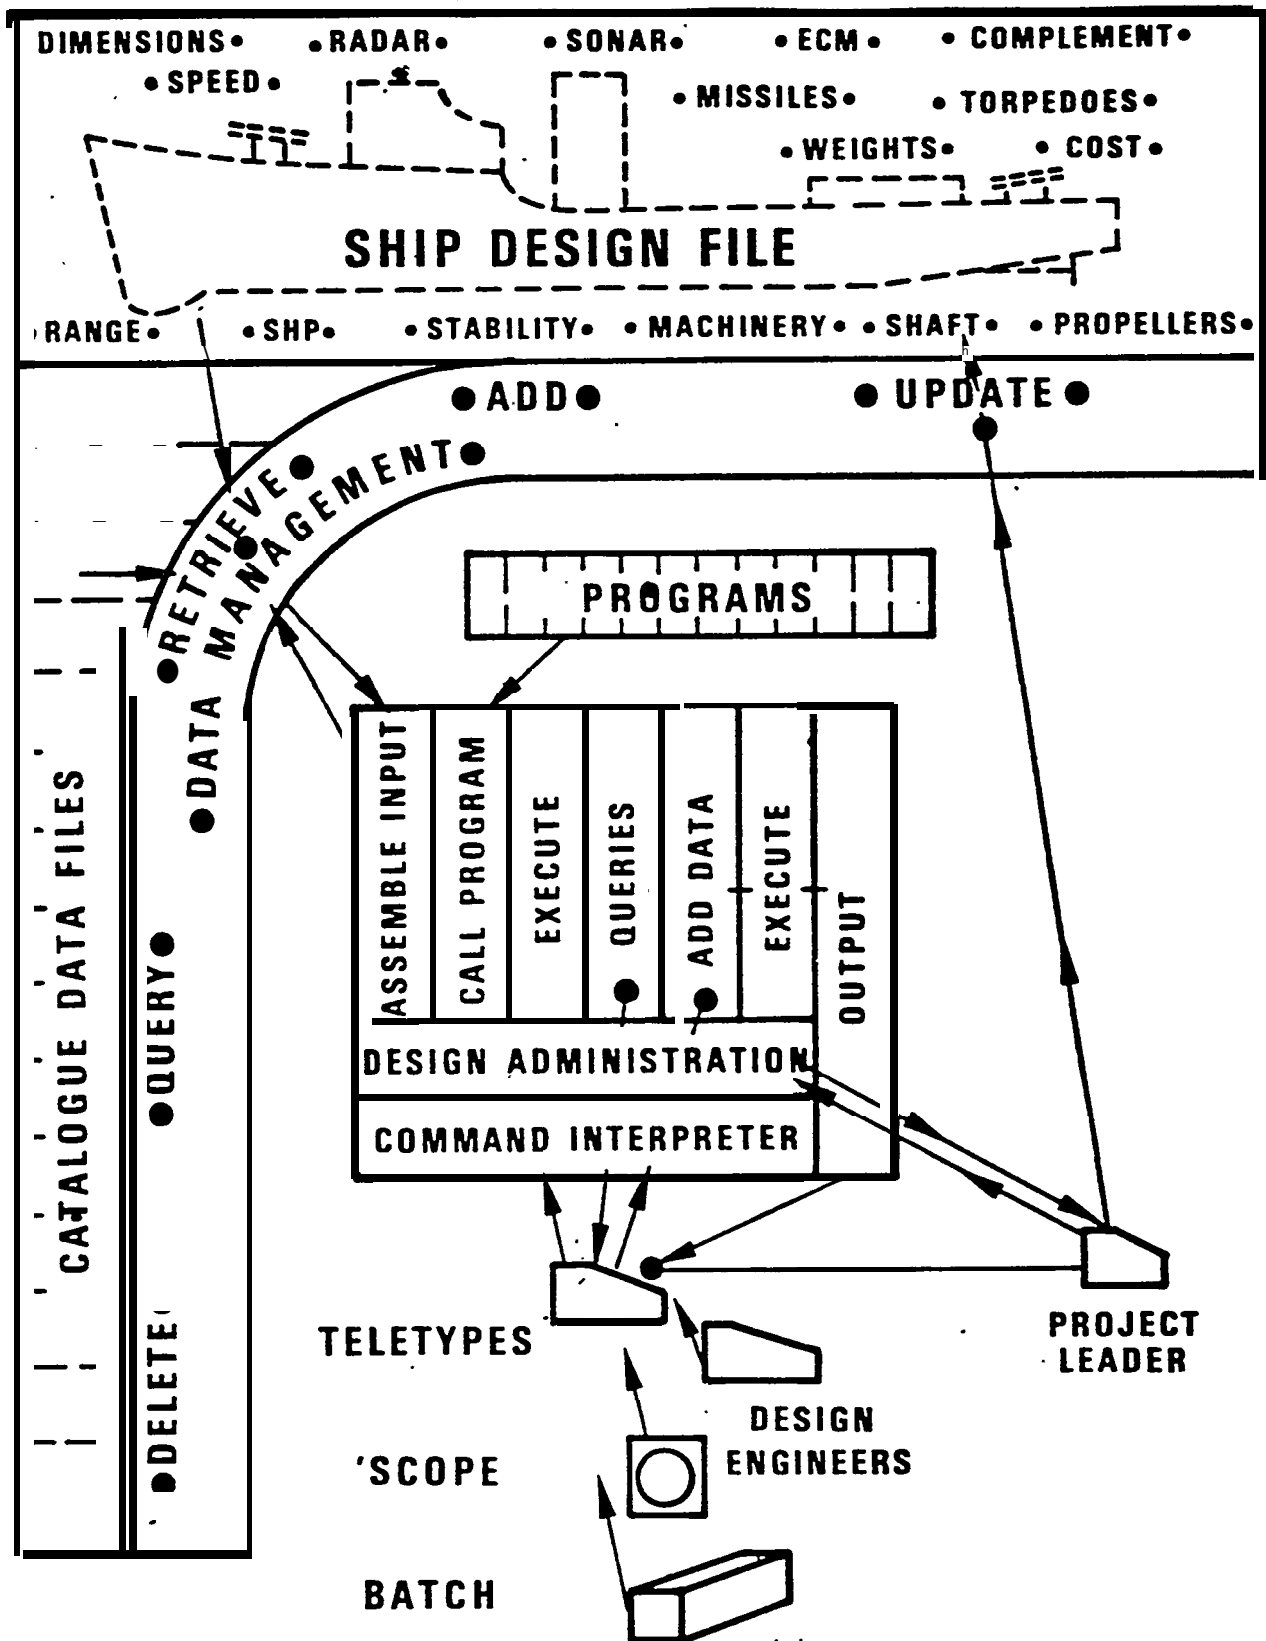 DIMENSIONS• •RADAR• •SONAR• •ECM• •COMPLEMENT•
•SPEED•
•MISSILES• •TORPEDOES•
•WEIGHTS• •COST•
SHIP DESIGN FILE
RANGE• •SHP• •STABILITY• •MACHINERY• •SHAFT• •PROPELLERS•
•ADD• •UPDATE•
•RETRIEVE•
•DATA MANAGEMENT•
PROGRAMS
ASSEMBLE INPUT
CALL PROGRAM
EXECUTE
QUERIES
ADD DATA
EXECUTE
OUTPUT
DESIGN ADMINISTRATION
COMMAND INTERPRETER
CATALOGUE DATA FILES
•QUERY•
•DELETE
TELETYPES
PROJECT
LEADER
DESIGN
ENGINEERS
'SCOPE
BATCH